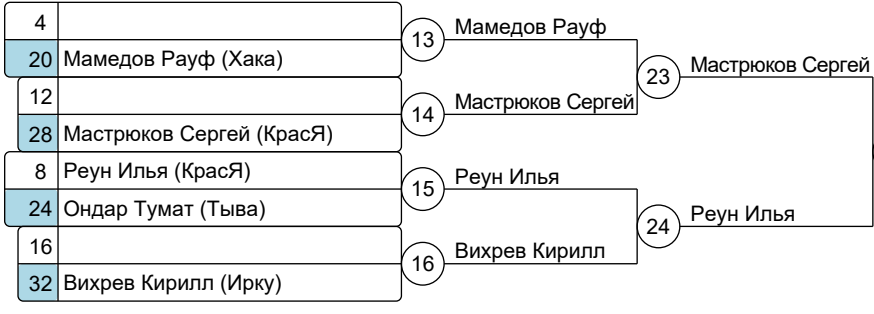 4
20 Мамедов Рауф (Хака)
12
28 Мастрюков Сергей (КрасЯ)
8 Реун Илья (КрасЯ)
24 Ондар Тумат (Тыва)
16
32 Вихрев Кирилл (Ирку)
13 Мамедов Рауф
14 Мастрюков Сергей
15 Реун Илья
16 Вихрев Кирилл
23 Мастрюков Сергей
24 Реун Илья